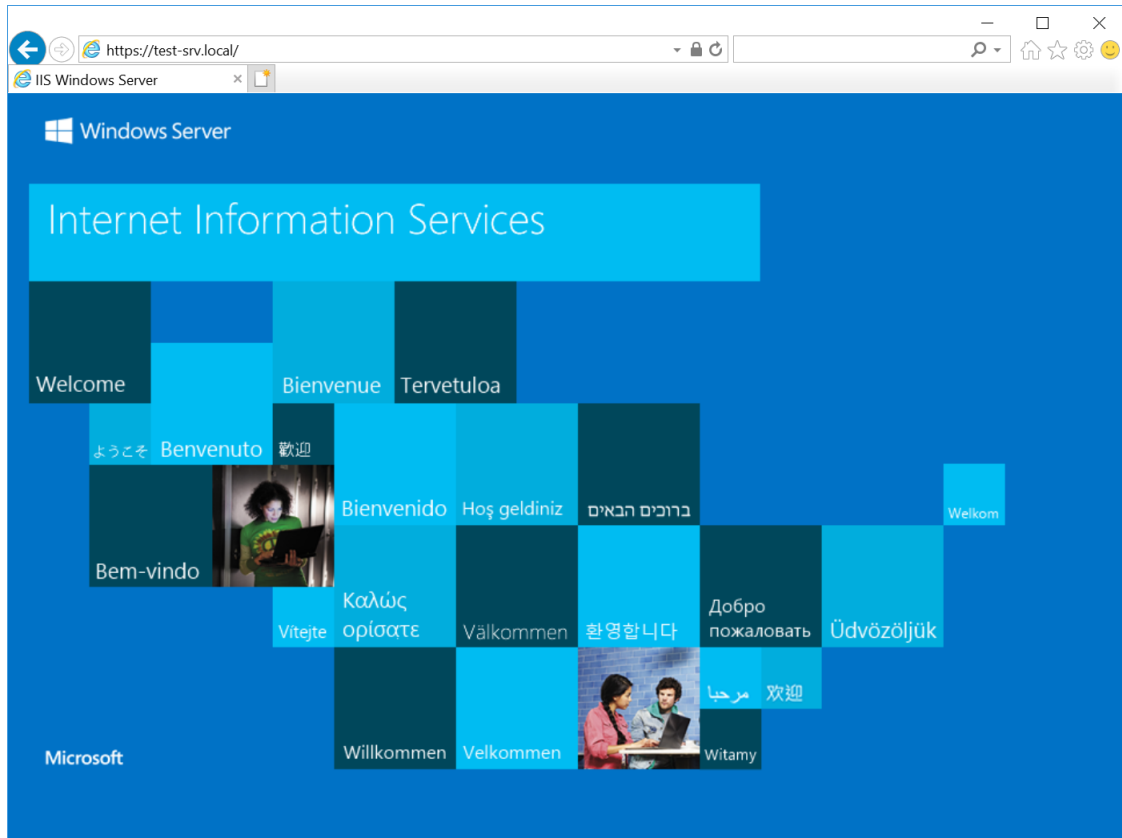 https://test-srv.local/
IIS Windows Server
Windows Server
Internet Information Services
Welcome
Bienvenue
Tervetuloa
ようこそ
Benvenuto
歡迎
Bienvenido
Hoş geldiniz
ברוכים הבאים
Welkom
Bem-vindo
Vítejte
Καλώς
ορίσατε
Välkommen
환영합니다
Добро
пожаловать
Üdvözöljük
مرحبا
欢迎
Willkommen
Velkommen
Witamy
Microsoft